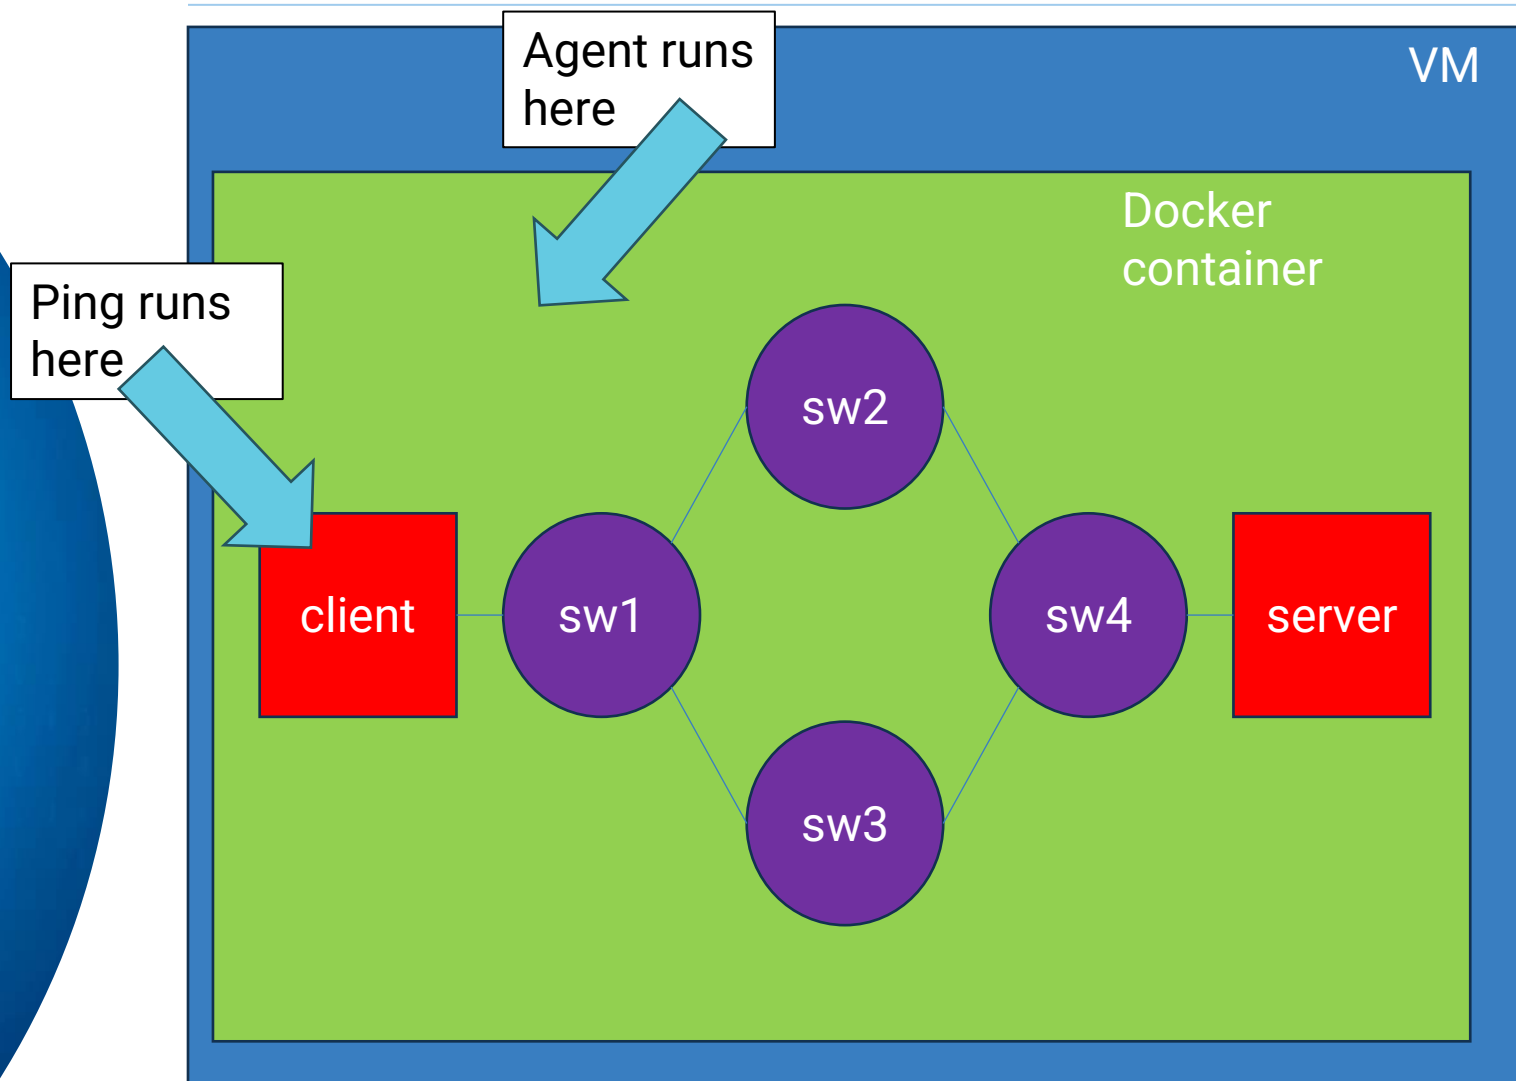 Agent runs
here
VM
Docker
container
Ping runs
here
sw2
client
sw1
sw4
server
sw3